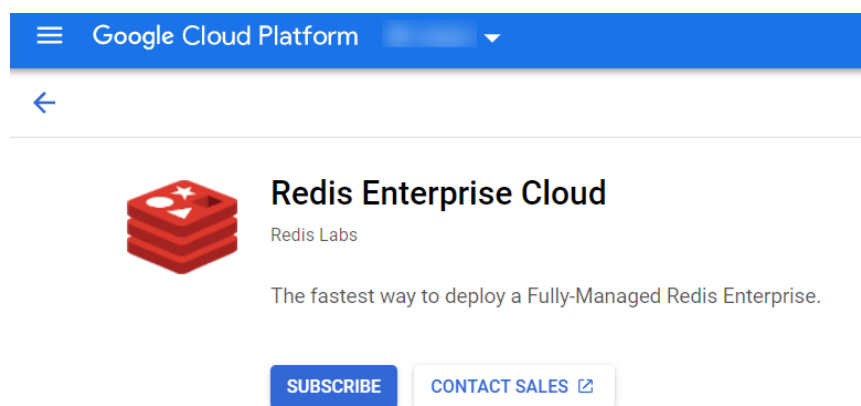 Google Cloud Platform
Redis Enterprise Cloud
Redis Labs
The fastest way to deploy a Fully-Managed Redis Enterprise.
SUBSCRIBE
CONTACT SALES